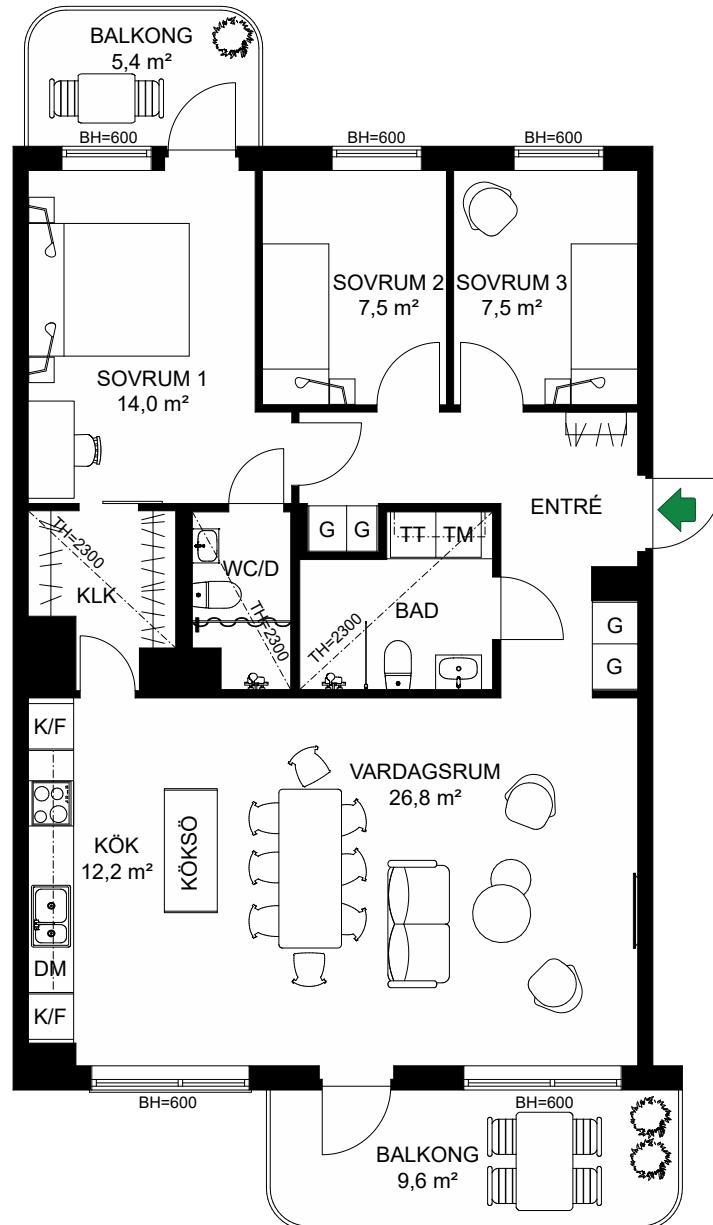 BALKONG
5,4 m²
BH=600
BH=600
BH=600
SOVRUM 2
7,5 m²
SOVRUM 3
7,5 m²
SOVRUM 1
14,0 m²
ENTRÉ
G
G
TT
TM
TH=2300
KLK
WC/D
TH=2300
BAD
TH=2300
G
G
K/F
VARDAGSRUM
26,8 m²
KÖK
12,2 m²
KÖKSÖ
DM
K/F
BH=600
BH=600
BALKONG
9,6 m²